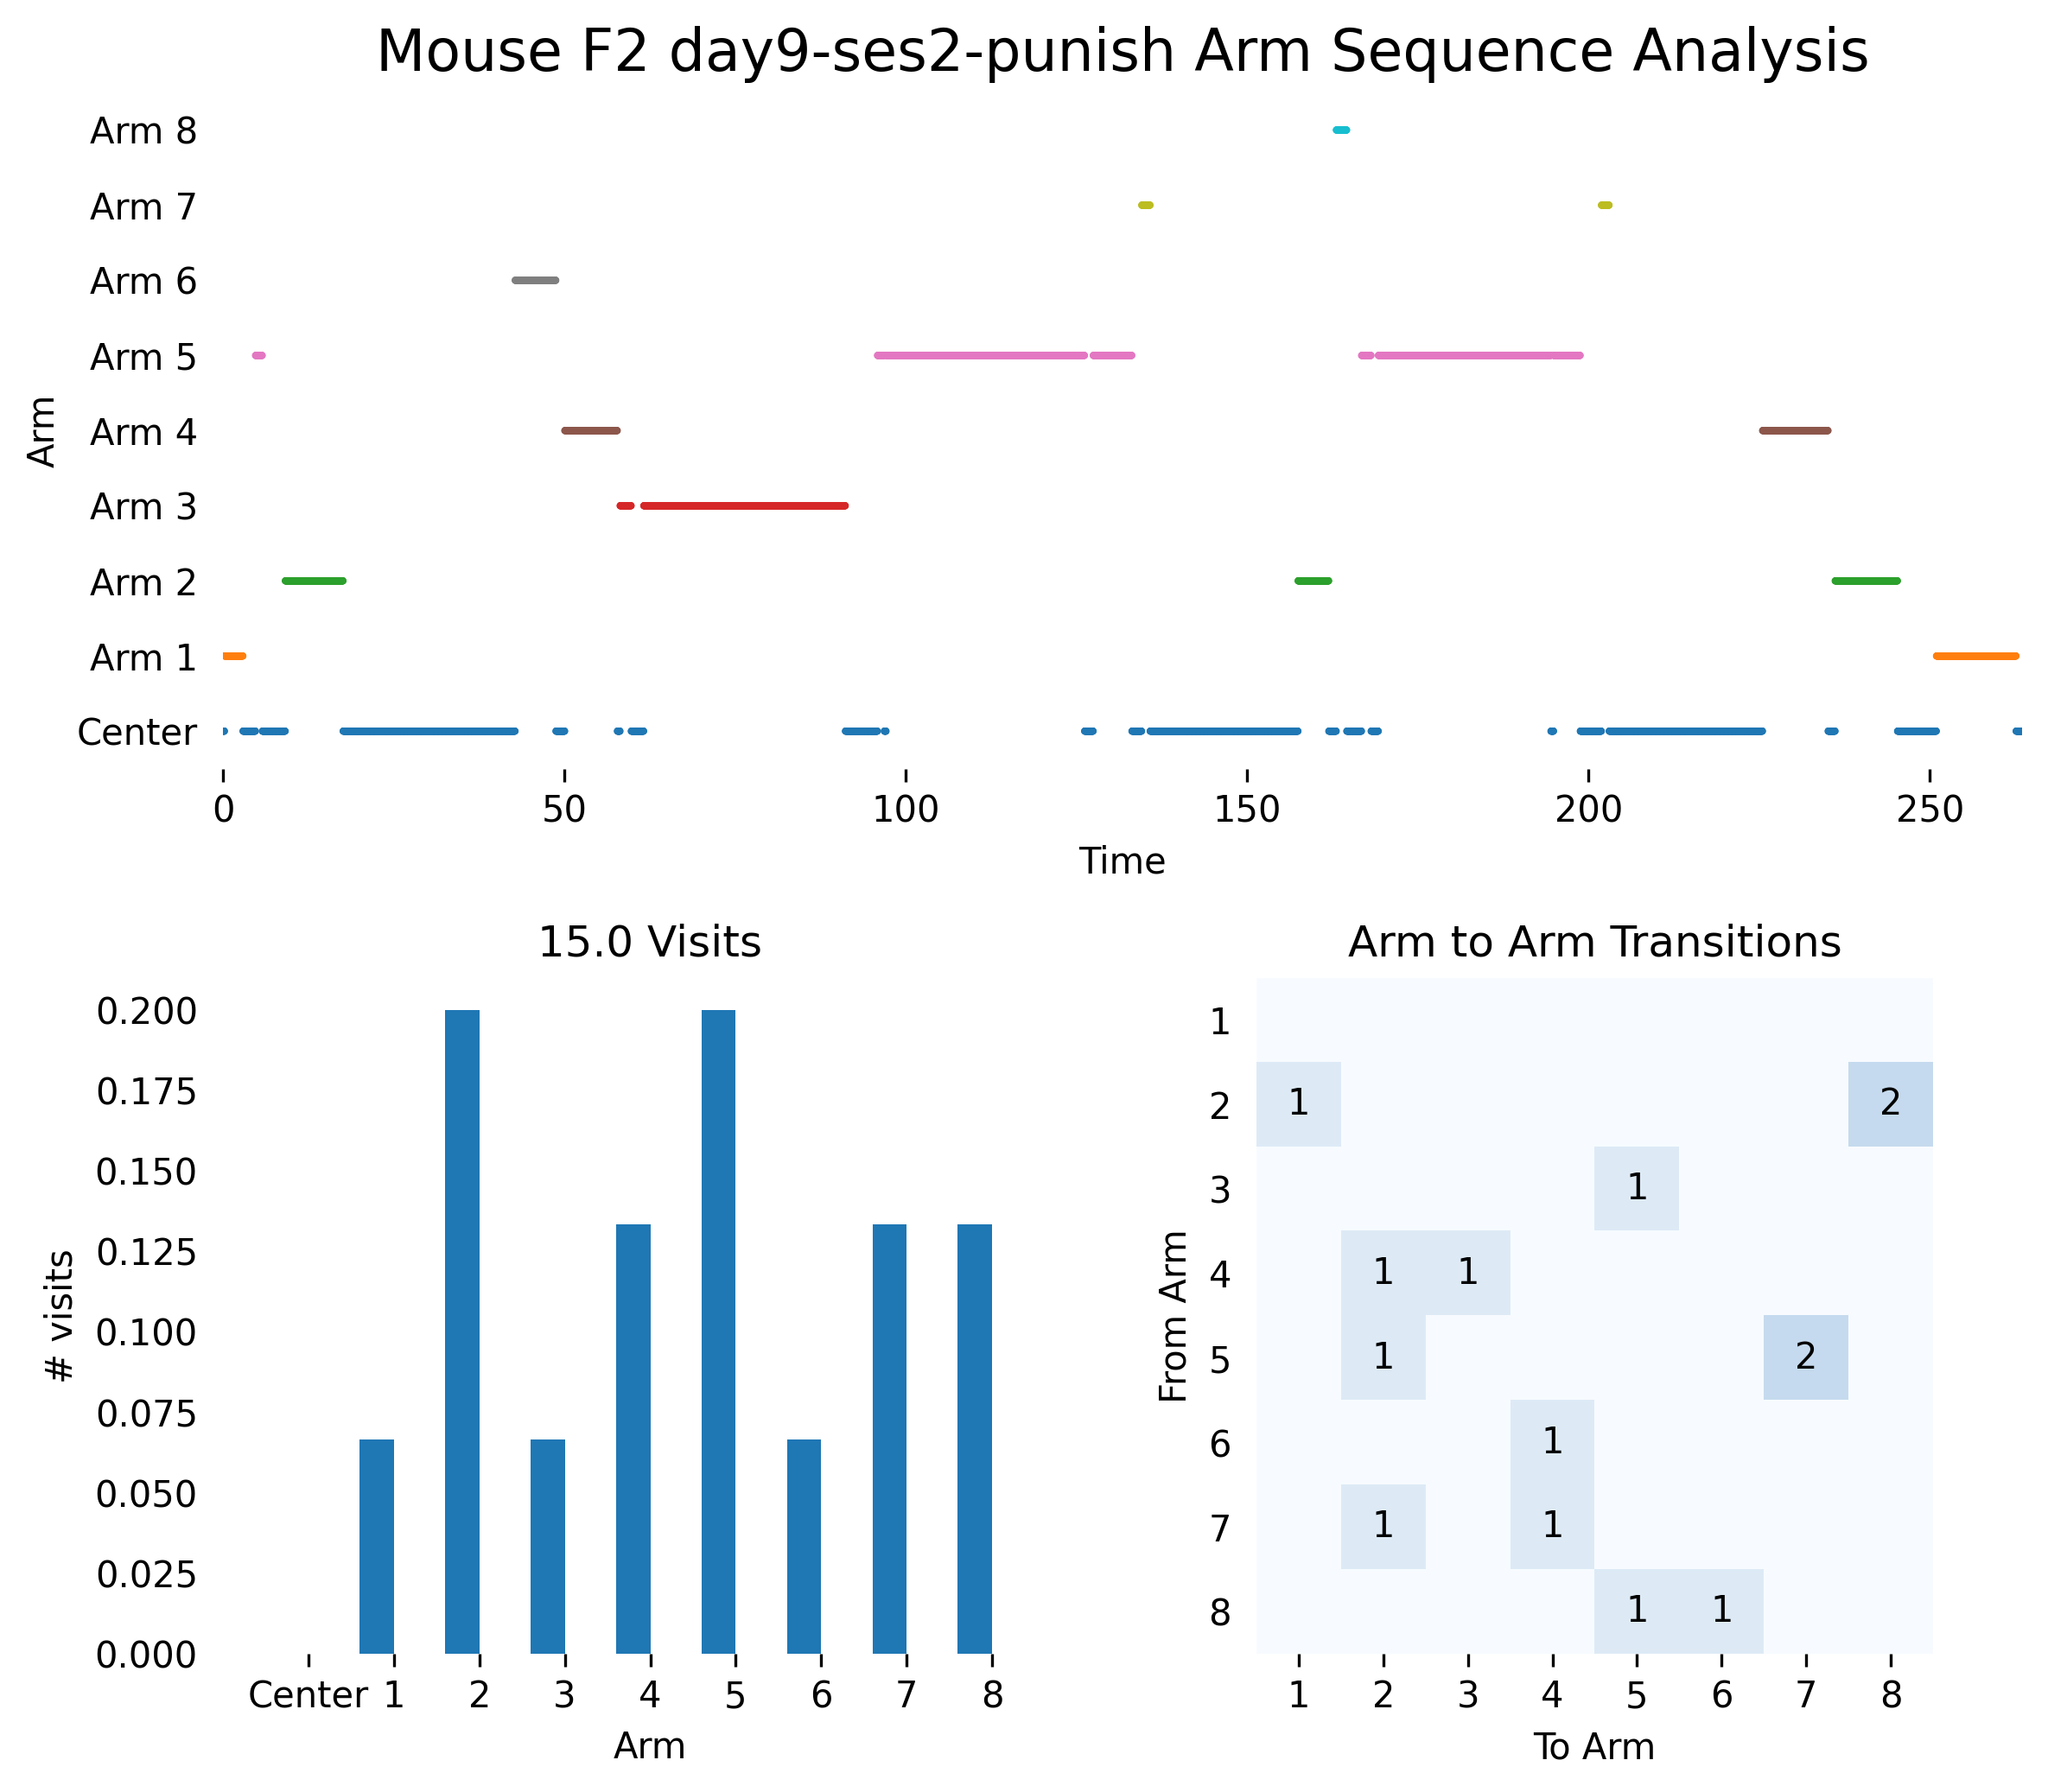 Mouse F2 day9-ses2-punish Arm Sequence Analysis
Arm 8
Arm 7
Arm 6
Arm 5
Arm 4
Arm 3
Arm 2
Arm 1
Center
Arm
0 50 100 150 200 250
Time
15.0 Visits
0.200
0.175
0.150
0.125
0.100
0.075
0.050
0.025
0.000
# visits
Center 1 2 3 4 5 6 7 8
Arm
Arm to Arm Transitions
From Arm
1
2 1 2
3 1
4 1 1
5 1 2
6 1
7 1 1
8 1 1
1 2 3 4 5 6 7 8
To Arm